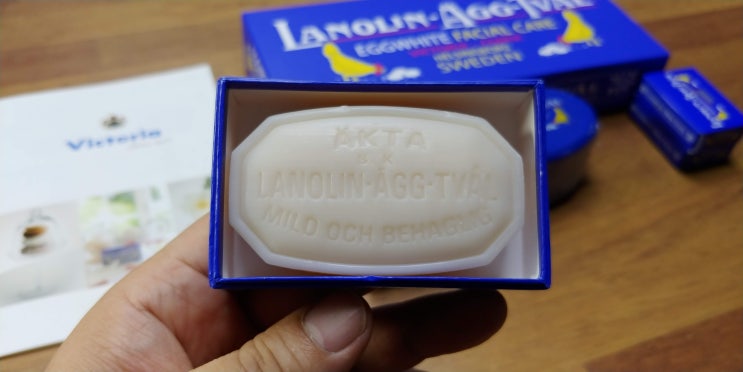 LANOLIN-ÄGG-TVÅL
EGGWHITE FACIAL CARE
SWEDEN
Victoria
ÄKTA
S.K
LANOLIN-ÄGG-TVÅL
MILD OCH BEHAGLIG